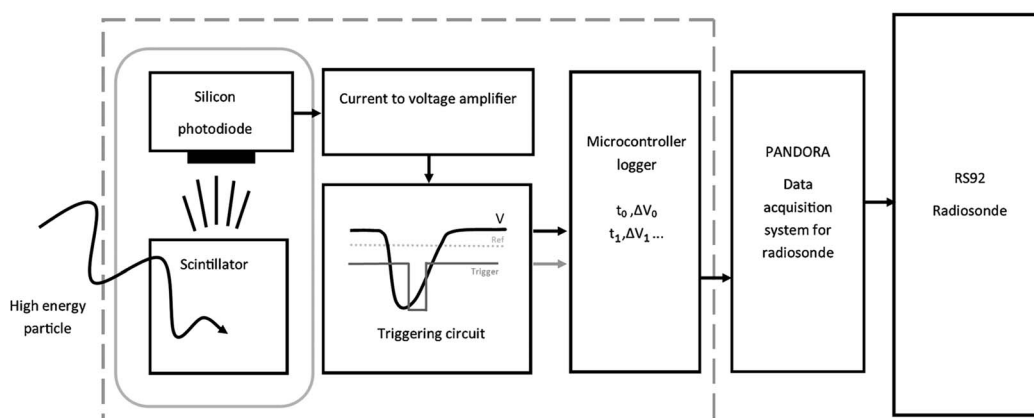 Silicon
photodiode
Scintillator
High energy
particle
Current to voltage amplifier
V
Ref
Trigger
Triggering circuit
Microcontroller
logger
t₀ ,ΔV₀
t₁,ΔV₁ ...
PANDORA
Data
acquisition
system for
radiosonde
RS92
Radiosonde